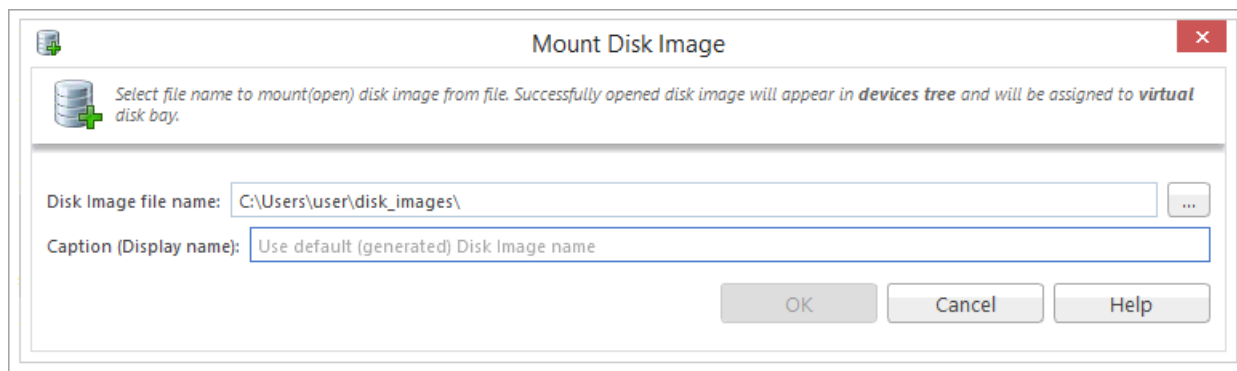 Mount Disk Image
Select file name to mount(open) disk image from file. Successfully opened disk image will appear in devices tree and will be assigned to virtual
disk bay.
Disk Image file name: C:\Users\user\disk_images\ ...
Caption (Display name): Use default (generated) Disk Image name
OK Cancel Help